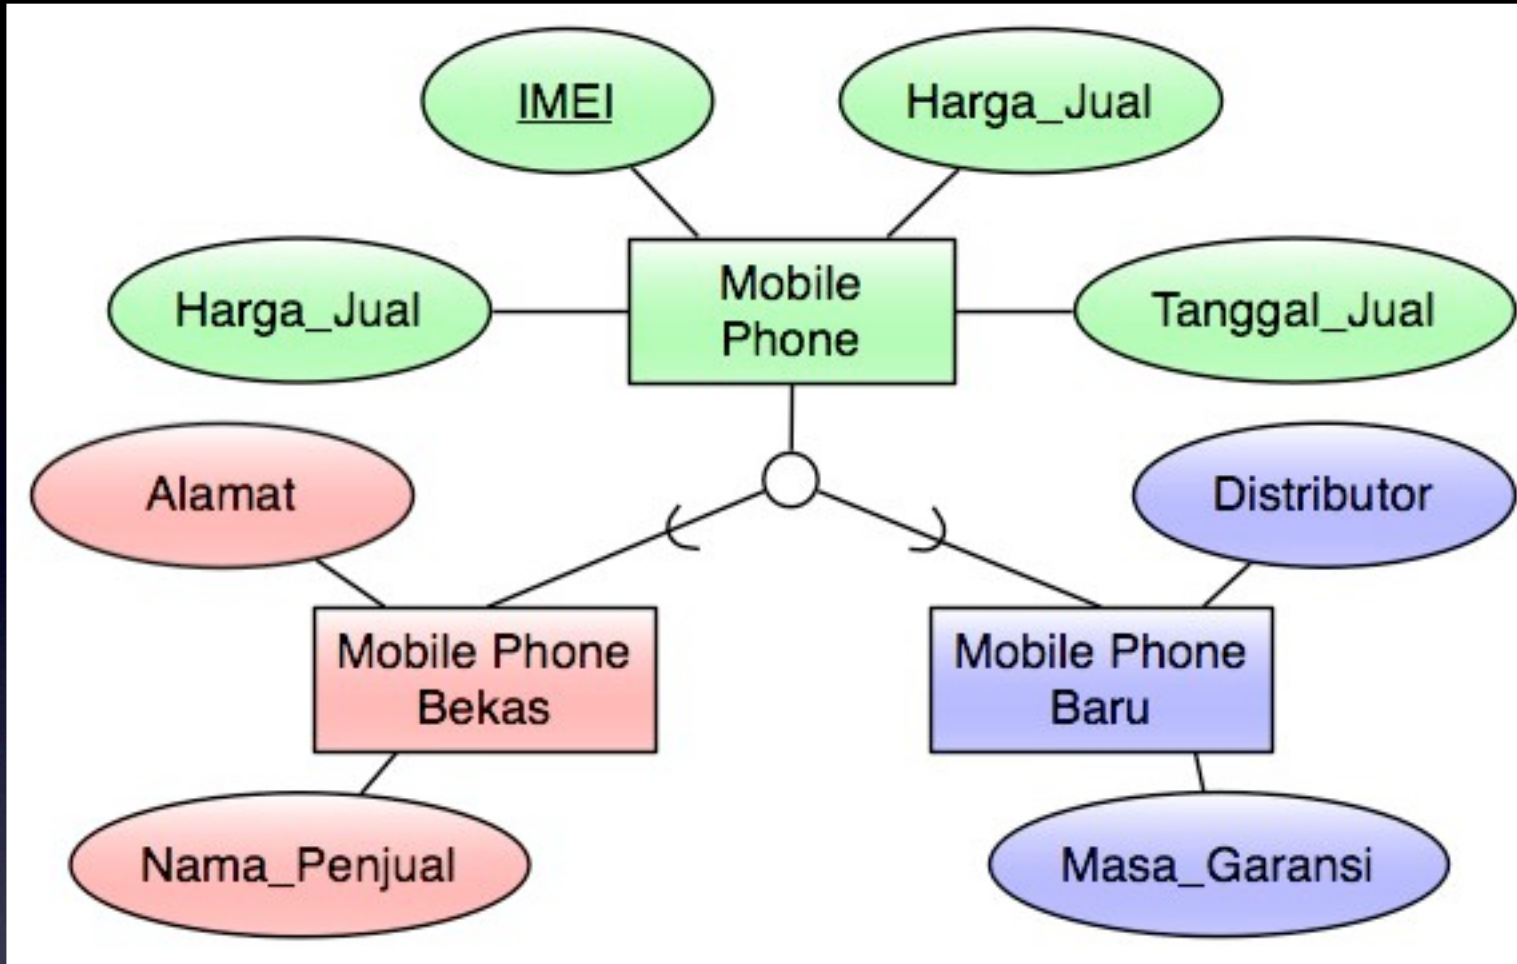 IMEI
Harga_Jual
Harga_Jual
Mobile
Phone
Tanggal_Jual
Alamat
Distributor
Mobile Phone
Bekas
Mobile Phone
Baru
Nama_Penjual
Masa_Garansi